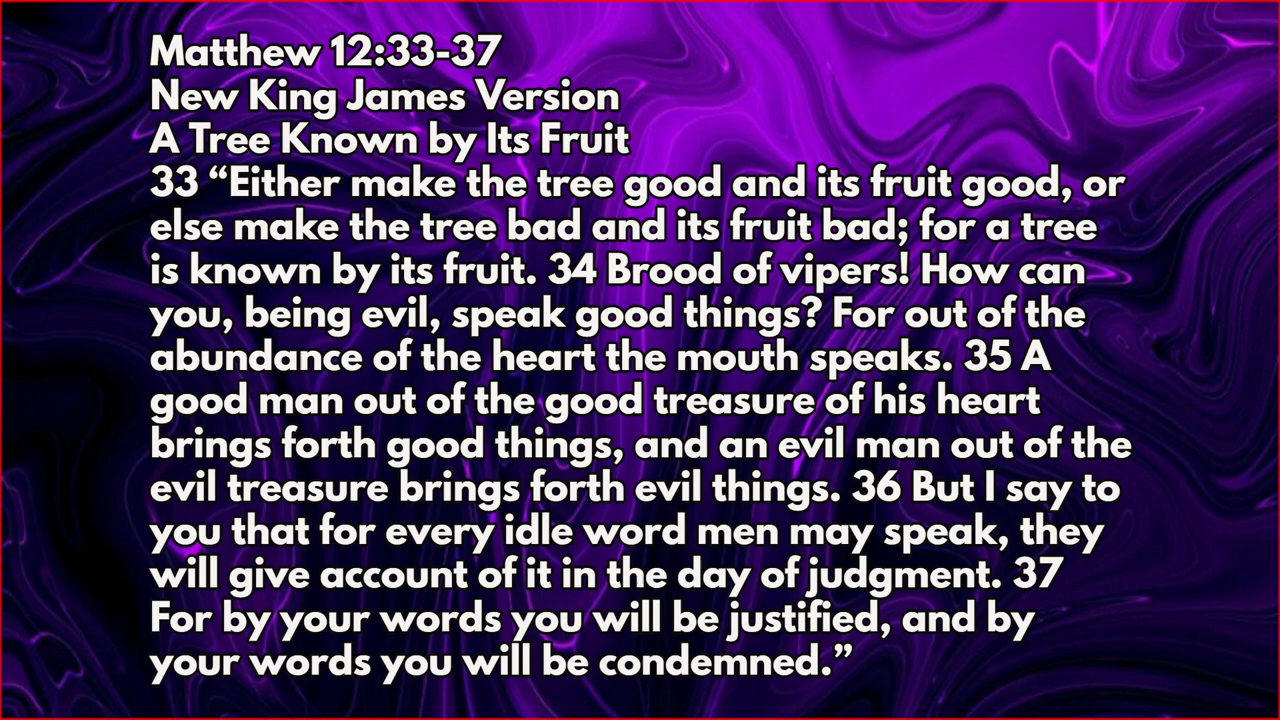 Matthew 12:33-37
New King James Version
A Tree Known by Its Fruit
33 “Either make the tree good and its fruit good, or
else make the tree bad and its fruit bad; for a tree
is known by its fruit. 34 Brood of vipers! How can
you, being evil, speak good things? For out of the
abundance of the heart the mouth speaks. 35 A
good man out of the good treasure of his heart
brings forth good things, and an evil man out of the
evil treasure brings forth evil things. 36 But I say to
you that for every idle word men may speak, they
will give account of it in the day of judgment. 37
For by your words you will be justified, and by
your words you will be condemned.”